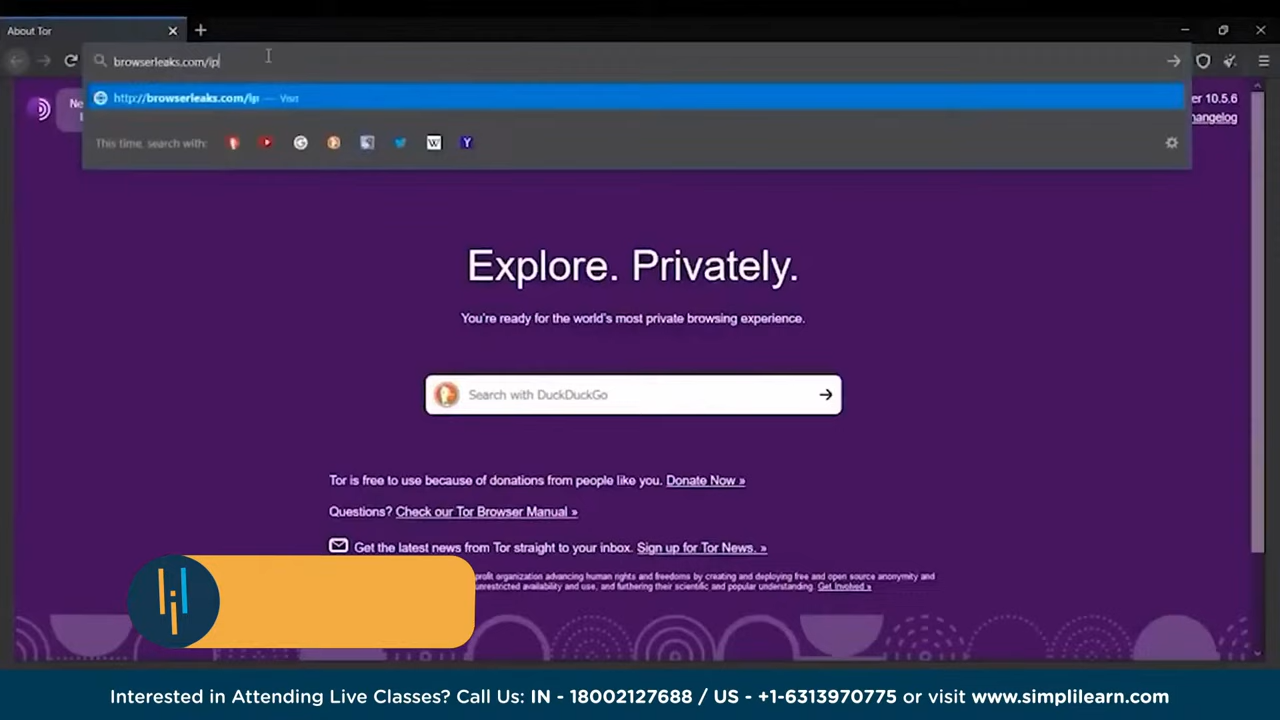 About Tor
browserleaks.com/ip
http://browserleaks.com/ip — Visit
This time, search with:
W
Y
Ne
er 10.5.6
hangelog
Explore. Privately.
You're ready for the world's most private browsing experience.
Search with DuckDuckGo
Tor is free to use because of donations from people like you. Donate Now »
Questions? Check our Tor Browser Manual »
Get the latest news from Tor straight to your inbox. Sign up for Tor News. »
profit organization advancing human rights and freedoms by creating and deploying free and open source anonymity and
unrestricted availability and use, and furthering their scientific and popular understanding. Get Involved »
Interested in Attending Live Classes? Call Us: IN - 18002127688 / US - +1-6313970775 or visit www.simplilearn.com